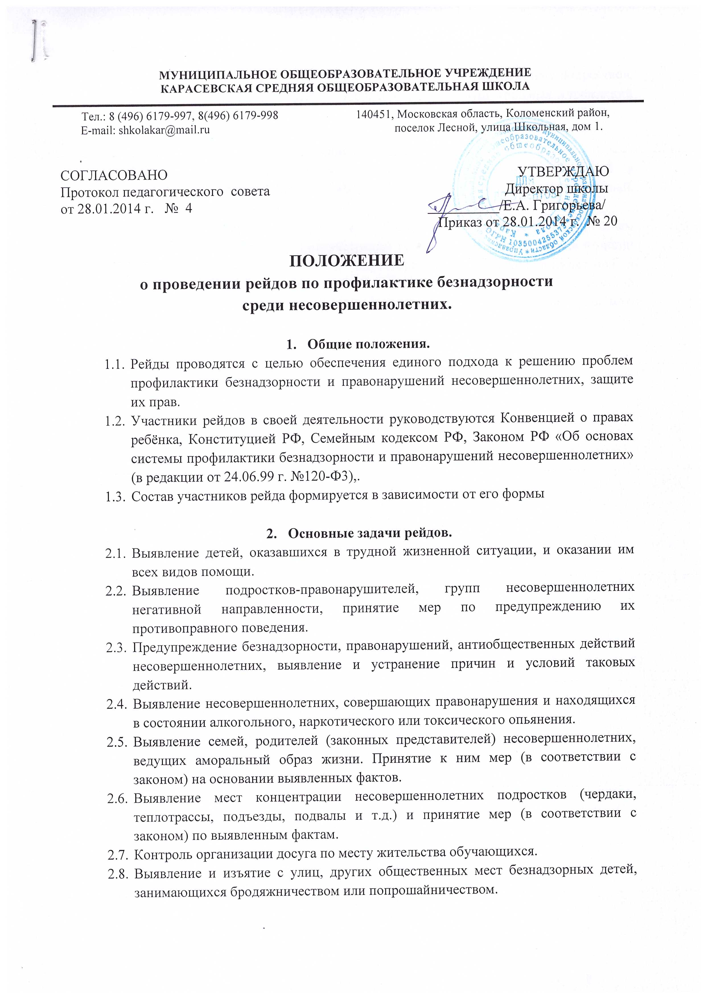 МУНИЦИПАЛЬНОЕ ОБЩЕОБРАЗОВАТЕЛЬНОЕ УЧРЕЖДЕНИЕ
КАРАСЕВСКАЯ СРЕДНЯЯ ОБЩЕОБРАЗОВАТЕЛЬНАЯ ШКОЛА
Тел.: 8 (496) 6179-997, 8(496) 6179-998
E-mail: shkolakar@mail.ru
140451, Московская область, Коломенский район,
поселок Лесной, улица Школьная, дом 1.
СОГЛАСОВАНО
Протокол педагогического совета
от 28.01.2014 г. № 4
УТВЕРЖДАЮ
Директор школы
/Е.А. Григорьева/
Приказ от 28.01.2014 г. № 20
ОГРН 1035004255373
ДЛЯ
ПОЛОЖЕНИЕ
о проведении рейдов по профилактике безнадзорности
среди несовершеннолетних.
1. Общие положения.
1.1. Рейды проводятся с целью обеспечения единого подхода к решению проблем
профилактики безнадзорности и правонарушений несовершеннолетних, защите
их прав.
1.2. Участники рейдов в своей деятельности руководствуются Конвенцией о правах
ребёнка, Конституцией РФ, Семейным кодексом РФ, Законом РФ «Об основах
системы профилактики безнадзорности и правонарушений несовершеннолетних»
(в редакции от 24.06.99 г. №120-ФЗ),.
1.3. Состав участников рейда формируется в зависимости от его формы
2. Основные задачи рейдов.
2.1. Выявление детей, оказавшихся в трудной жизненной ситуации, и оказании им
всех видов помощи.
2.2. Выявление подростков-правонарушителей, групп несовершеннолетних
негативной направленности, принятие мер по предупреждению их
противоправного поведения.
2.3. Предупреждение безнадзорности, правонарушений, антиобщественных действий
несовершеннолетних, выявление и устранение причин и условий таковых
действий.
2.4. Выявление несовершеннолетних, совершающих правонарушения и находящихся
в состоянии алкогольного, наркотического или токсического опьянения.
2.5. Выявление семей, родителей (законных представителей) несовершеннолетних,
ведущих аморальный образ жизни. Принятие к ним мер (в соответствии с
законом) на основании выявленных фактов.
2.6. Выявление мест концентрации несовершеннолетних подростков (чердаки,
теплотрассы, подъезды, подвалы и т.д.) и принятие мер (в соответствии с
законом) по выявленным фактам.
2.7. Контроль организации досуга по месту жительства обучающихся.
2.8. Выявление и изъятие с улиц, других общественных мест безнадзорных детей,
занимающихся бродяжничеством или попрошайничеством.